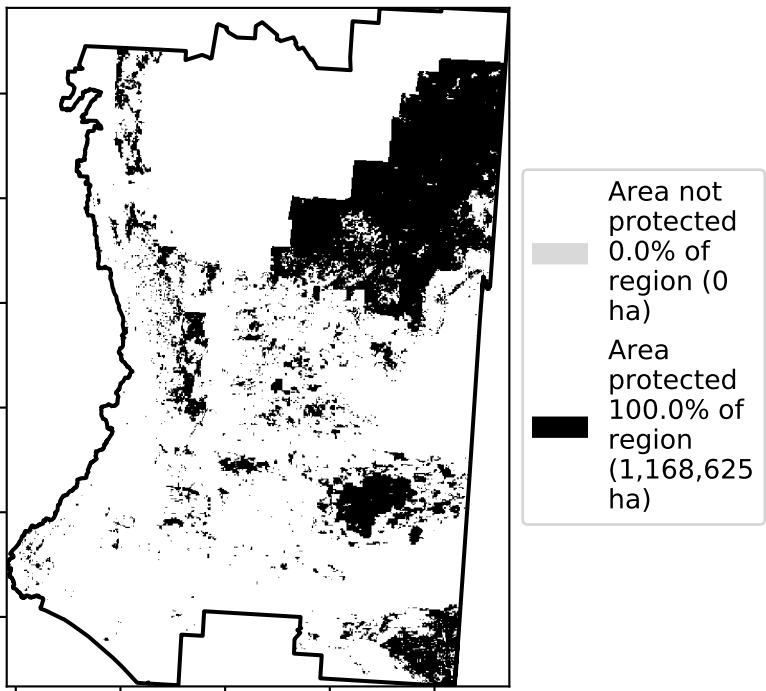 Area not
protected
0.0% of
region (0
ha)
Area
protected
100.0% of
region
(1,168,625
ha)